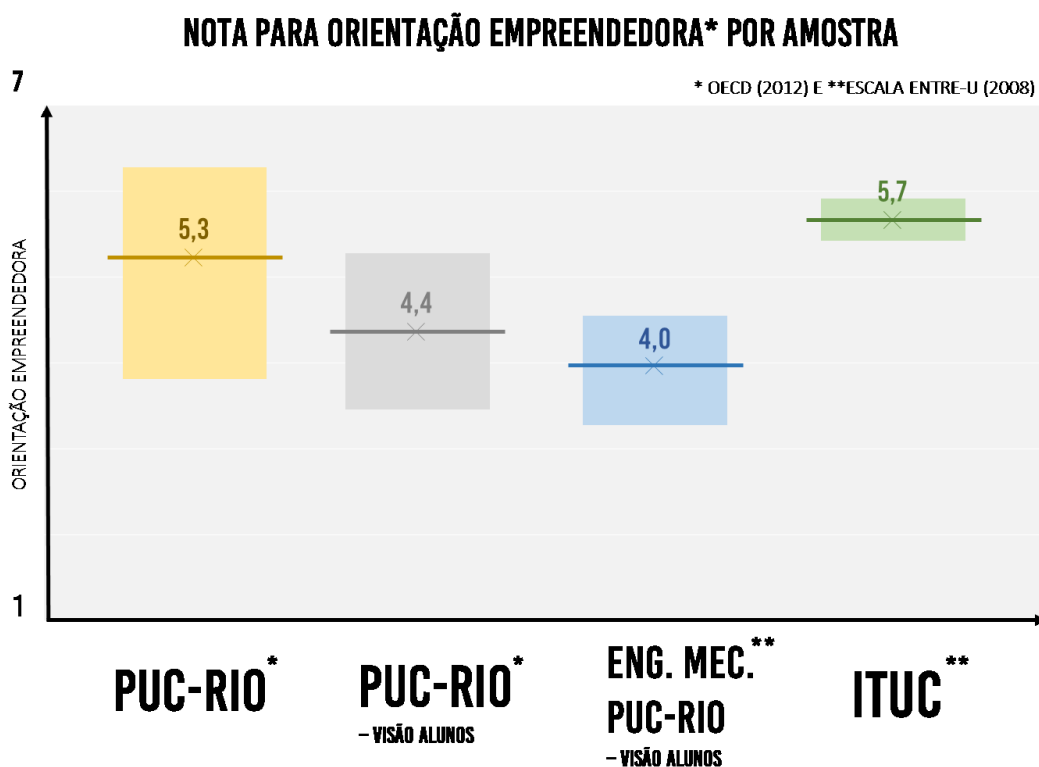 NOTA PARA ORIENTAÇÃO EMPREENDEDORA* POR AMOSTRA
* OECD (2012) E **ESCALA ENTRE-U (2008)
7
ORIENTAÇÃO EMPREENDEDORA
1
5,3
4,4
4,0
5,7
PUC-RIO*
PUC-RIO*
– VISÃO ALUNOS
ENG. MEC.**
PUC-RIO
– VISÃO ALUNOS
ITUC**